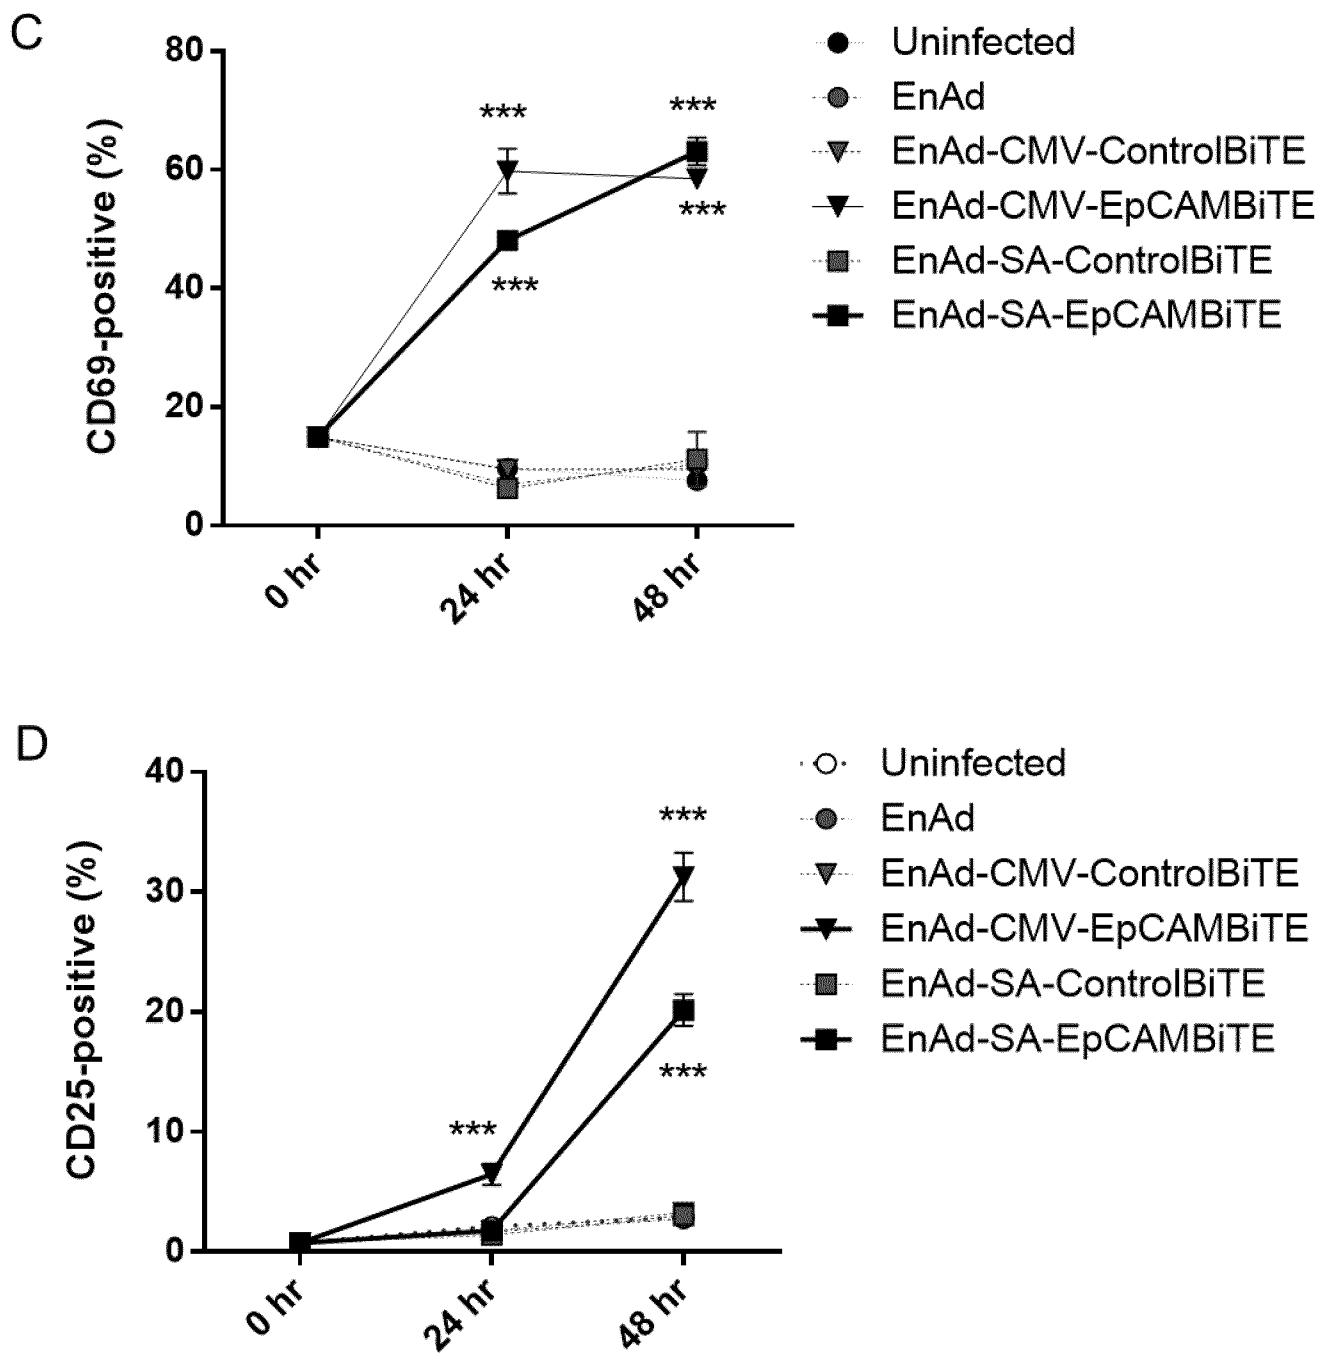 C
CD69-positive (%)
80
60
40
20
0
***
***
***
***
0 hr
24 hr
48 hr
Uninfected
EnAd
EnAd-CMV-ControlBiTE
EnAd-CMV-EpCAMBiTE
EnAd-SA-ControlBiTE
EnAd-SA-EpCAMBiTE
D
CD25-positive (%)
40
30
20
10
0
***
***
***
0 hr
24 hr
48 hr
Uninfected
EnAd
EnAd-CMV-ControlBiTE
EnAd-CMV-EpCAMBiTE
EnAd-SA-ControlBiTE
EnAd-SA-EpCAMBiTE